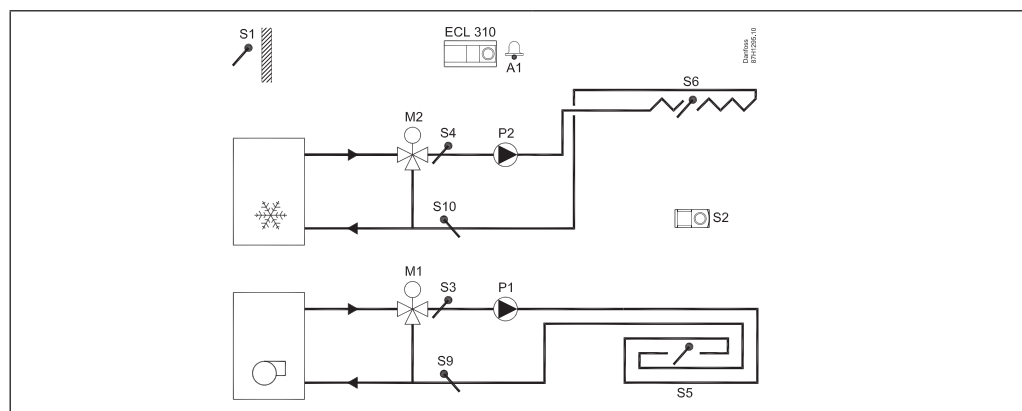 S1
ECL 310
A1
Danfoss
87H1295.10
S6
M2
S4
P2
S10
S2
M1
S3
P1
S9
S5